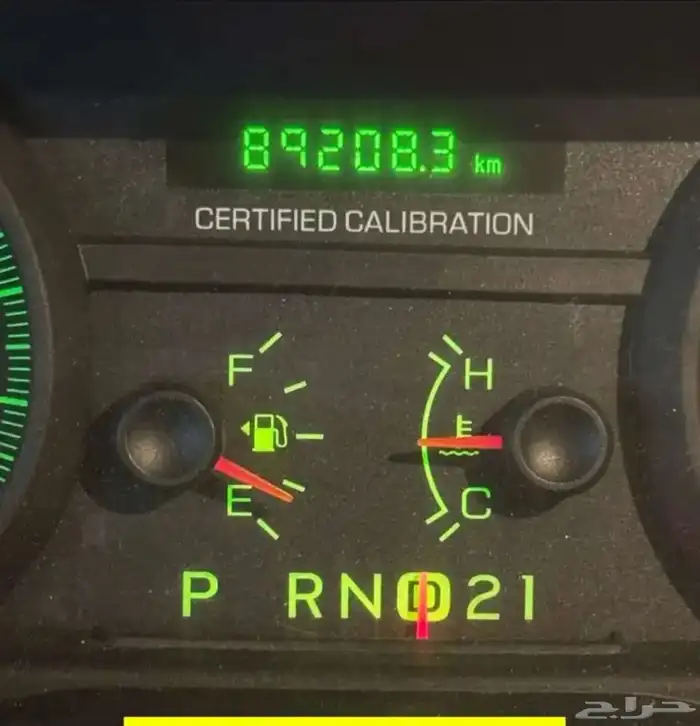 89208.3 km
CERTIFIED CALIBRATION
F H
E C
P RND21
حراج